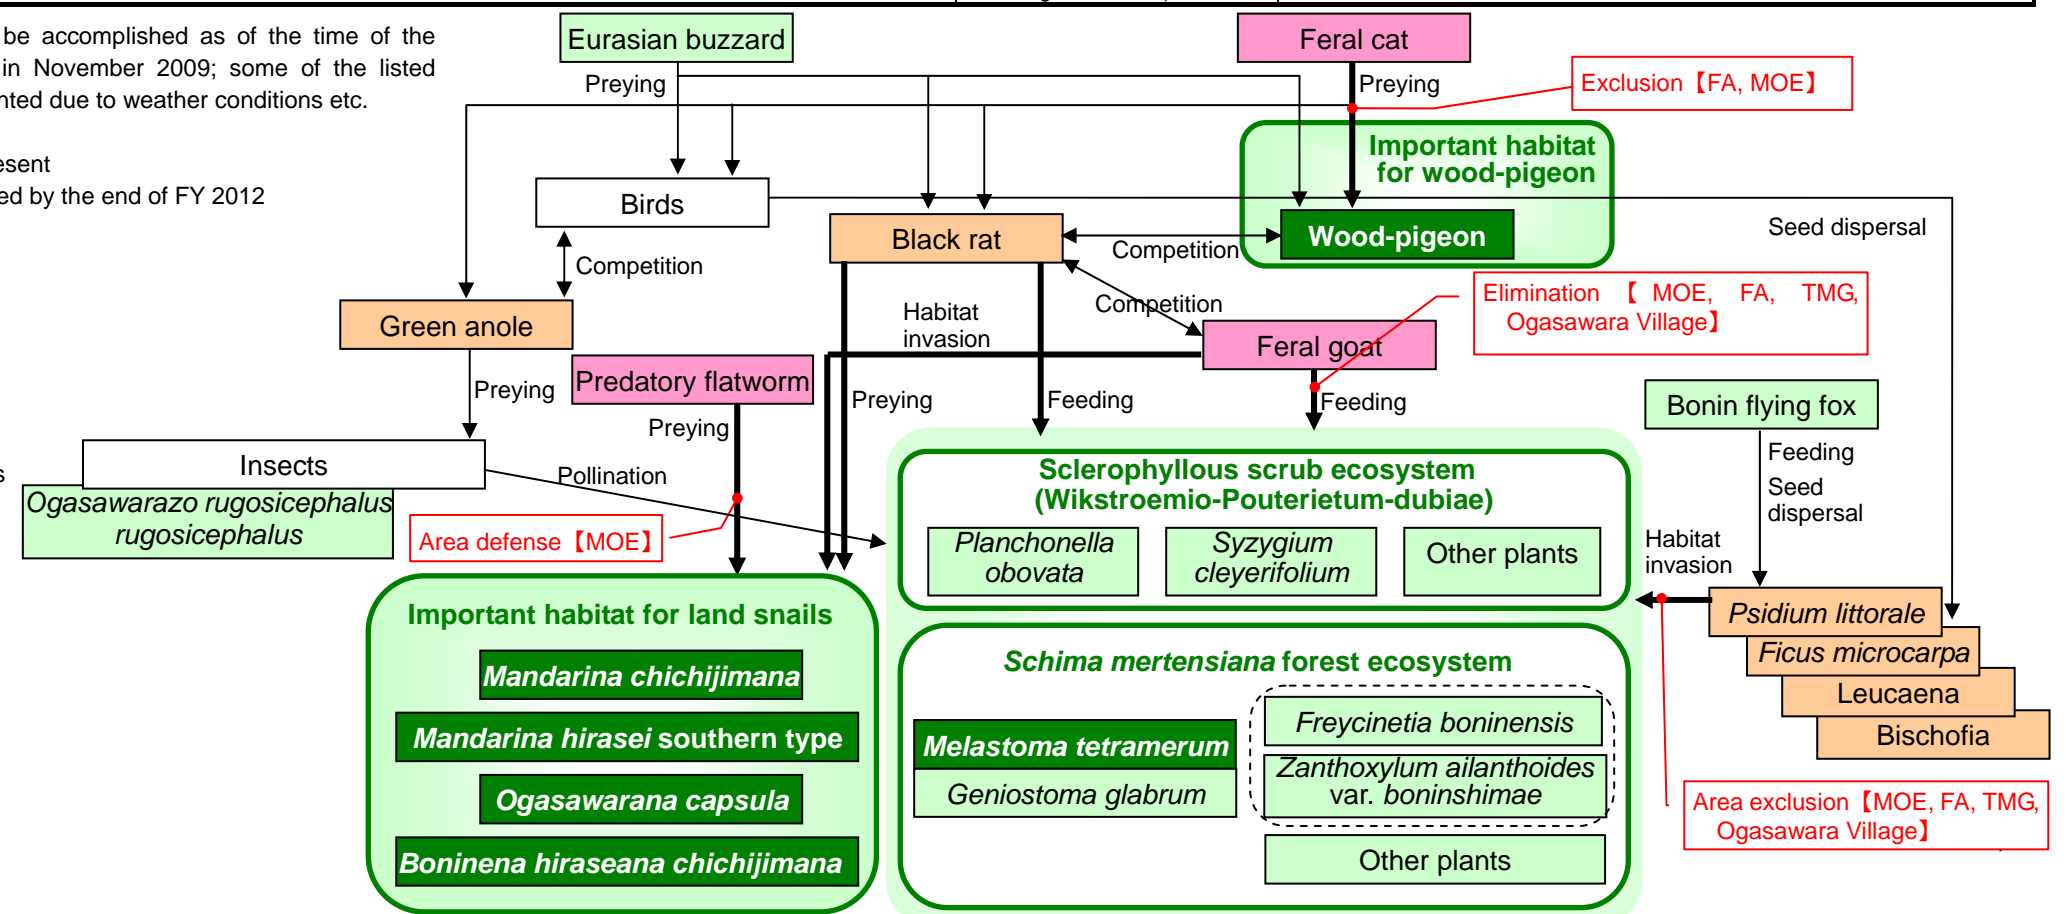 be accomplished as of the time of the
in November 2009; some of the listed
nted due to weather conditions etc.
esent
ed by the end of FY 2012
s
Eurasian buzzard
Feral cat
Preying
Preying
Exclusion【FA, MOE】
Important habitat
for wood-pigeon
Birds
Black rat
Wood-pigeon
Seed dispersal
Competition
Competition
Competition
Green anole
Habitat
invasion
Feral goat
Elimination 【 MOE, FA, TMG,
Ogasawara Village】
Preying
Predatory flatworm
Preying
Preying
Feeding
Feeding
Bonin flying fox
Feeding
Seed
dispersal
Insects
Ogasawarazo rugosicephalus
rugosicephalus
Pollination
Area defense【MOE】
Sclerophyllous scrub ecosystem
(Wikstroemio-Pouterietum-dubiae)
Planchonella
obovata
Syzygium
cleyerifolium
Other plants
Habitat
invasion
Psidium littorale
Ficus microcarpa
Leucaena
Bischofia
Important habitat for land snails
Mandarina chichijimana
Mandarina hirasei southern type
Ogasawarana capsula
Boninena hiraseana chichijimana
Schima mertensiana forest ecosystem
Melastoma tetramerum
Geniostoma glabrum
Freycinetia boninensis
Zanthoxylum ailanthoides
var. boninshimae
Other plants
Area exclusion【MOE, FA, TMG,
Ogasawara Village】